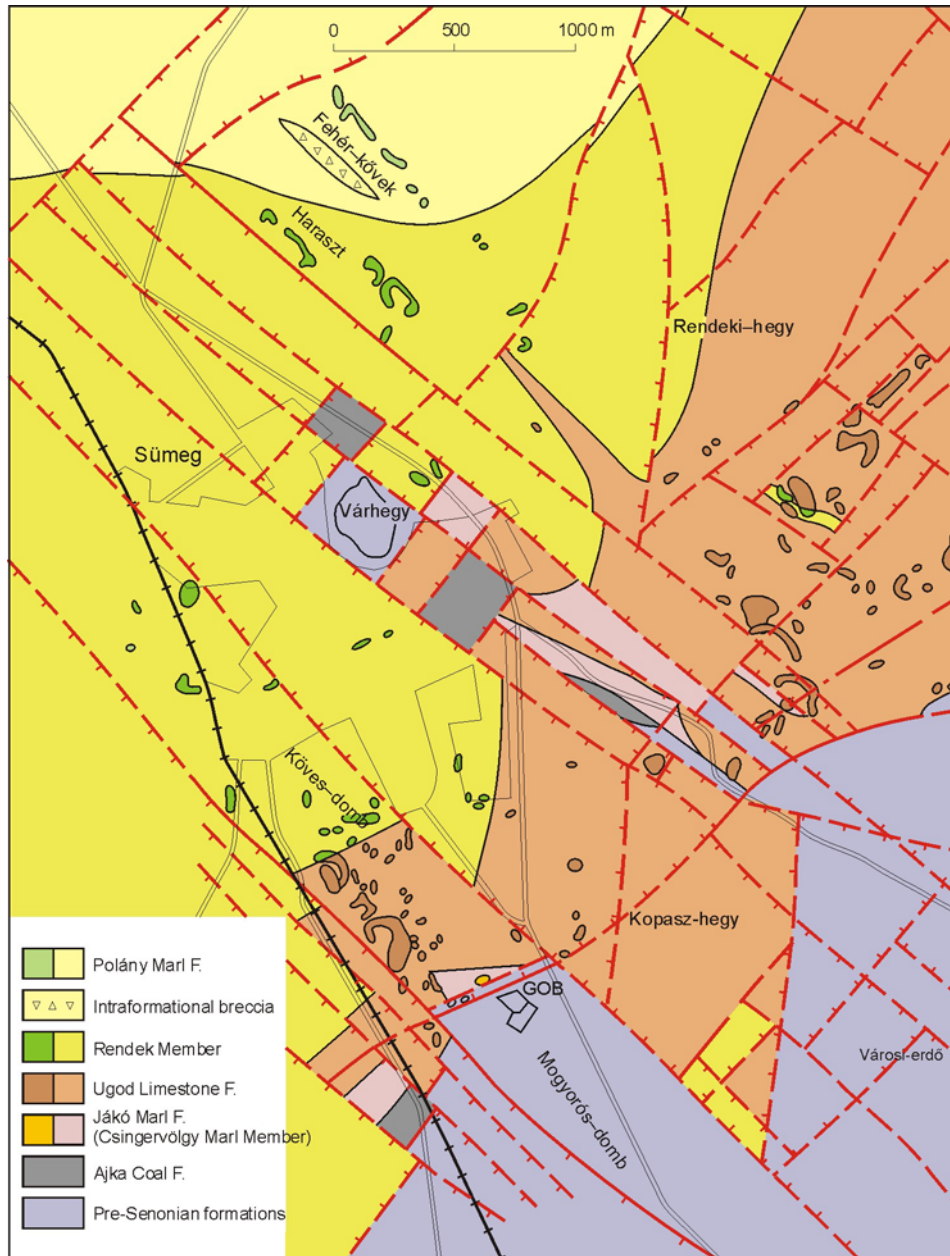 0 500 1000 m
Fehér–kövek
Haraszt
Rendeki–hegy
Sümeg
Várhegy
Köves–domb
Kopasz-hegy
GOB
Városi-erdő
Mogyorós–domb
Polány Marl F.
Intraformational breccia
Rendek Member
Ugod Limestone F.
Jákó Marl F.
(Csingervölgy Marl Member)
Ajka Coal F.
Pre-Senonian formations